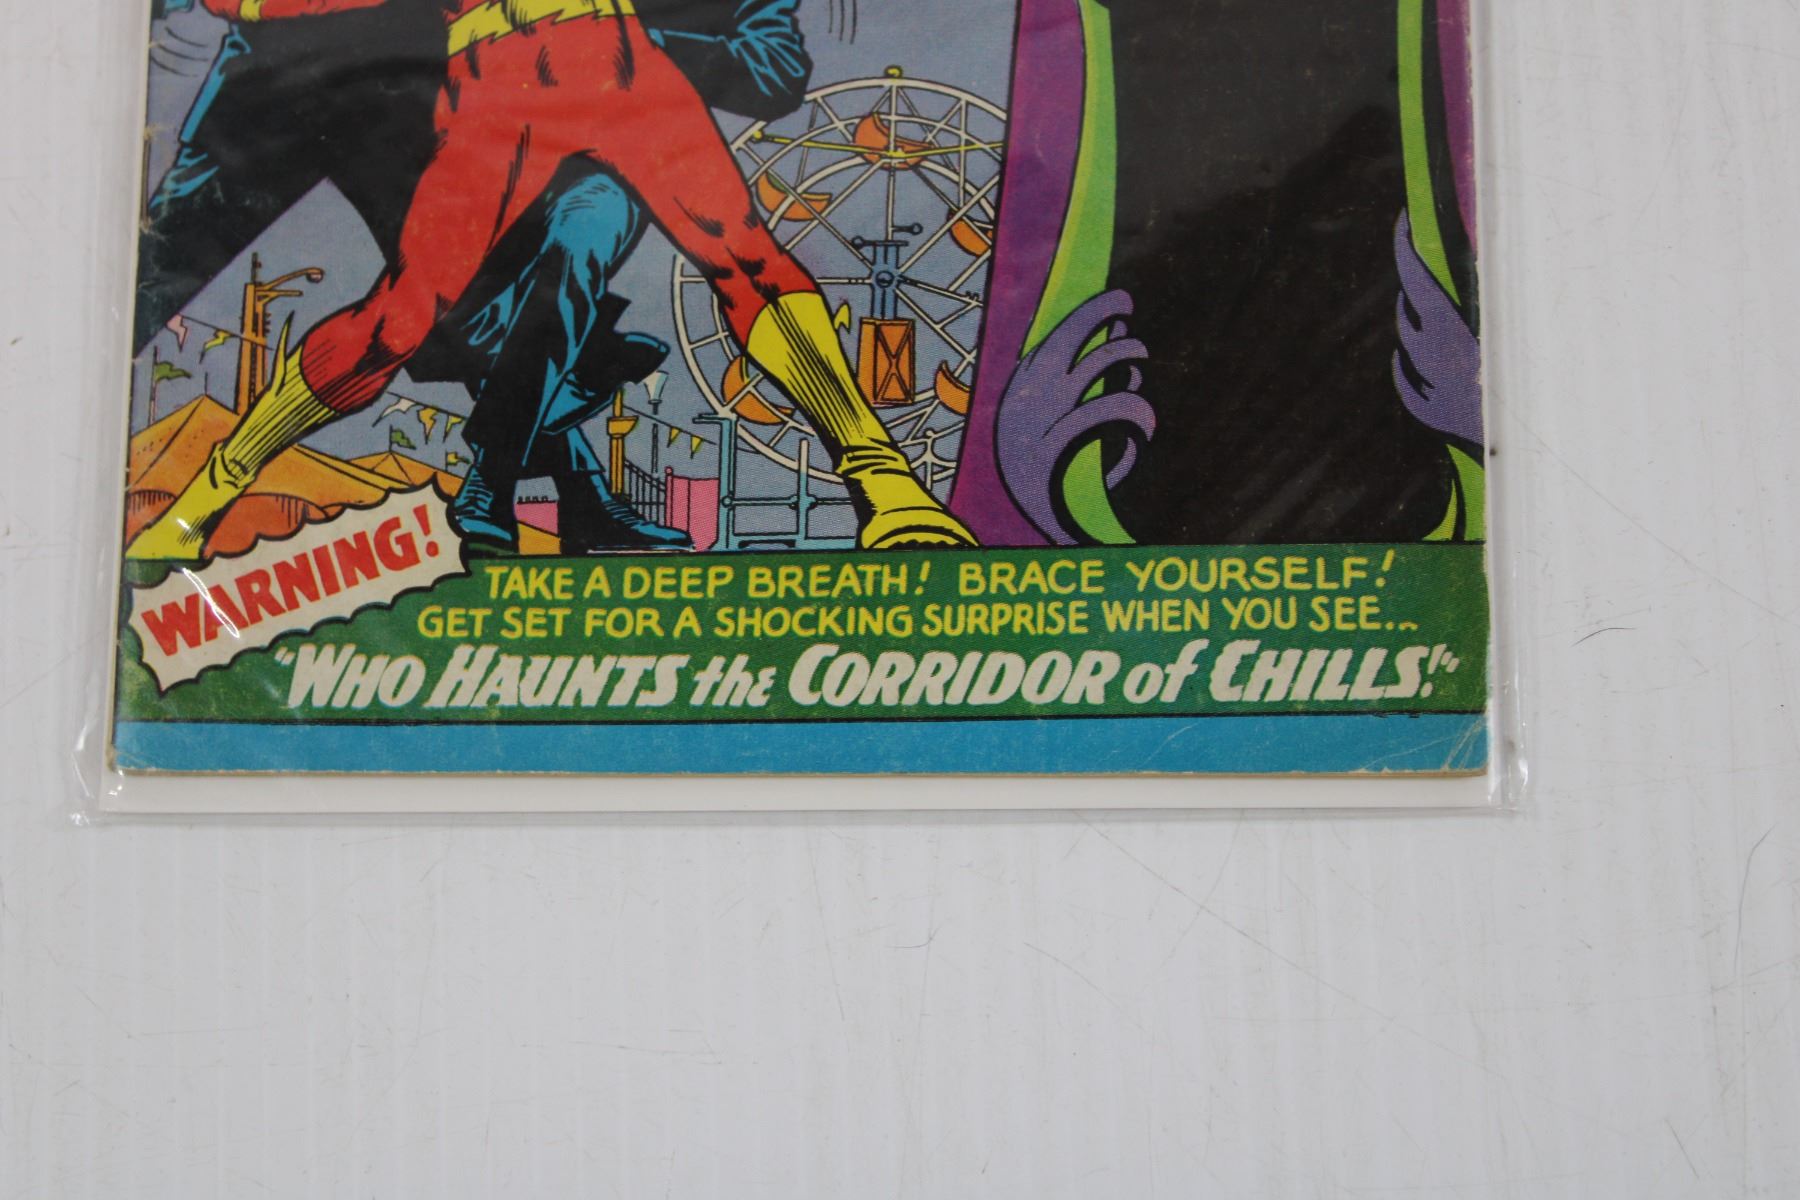 WARNING!
TAKE A DEEP BREATH! BRACE YOURSELF!
GET SET FOR A SHOCKING SURPRISE WHEN YOU SEE...
"WHO HAUNTS the CORRIDOR of CHILLS!"